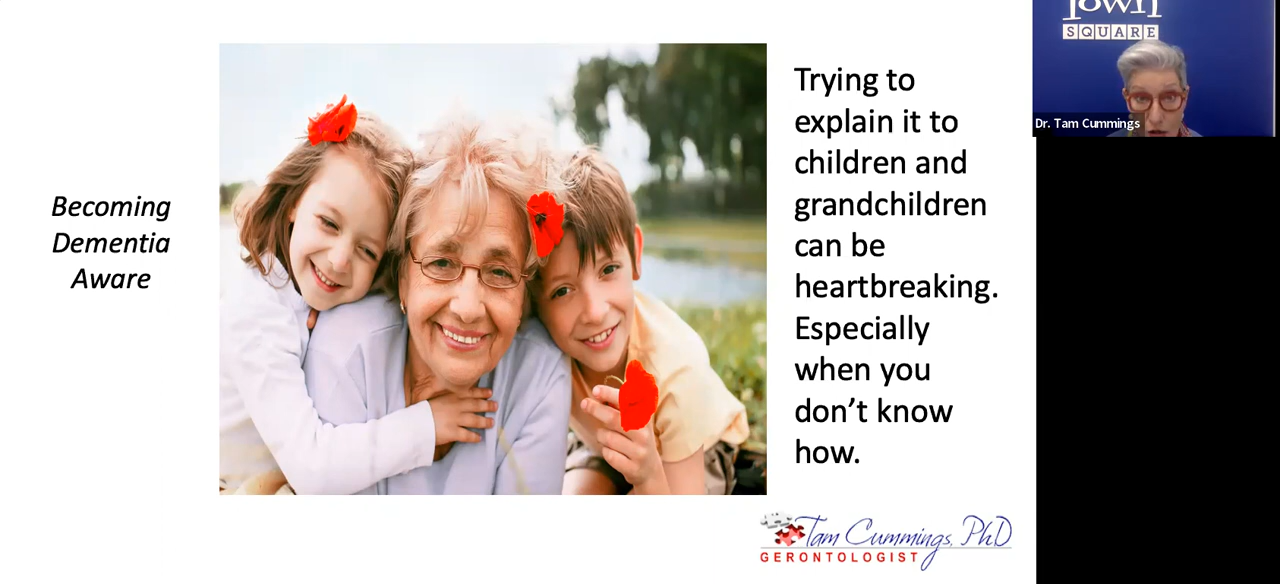 Becoming
Dementia
Aware
Trying to
explain it to
children and
grandchildren
can be
heartbreaking.
Especially
when you
don’t know
how.
Tam Cummings, PhD
GERONTOLOGIST
Town
SQUARE
Dr. Tam Cummings